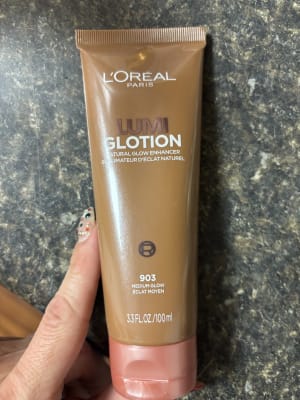 L'ORÉAL
PARIS
LUMI
GLOTION
NATURAL GLOW ENHANCER
D'ÉCLAT NATUREL
903
MEDIUM GLOW
ÉCLAT MOYEN
3.3 FL.OZ/100ml